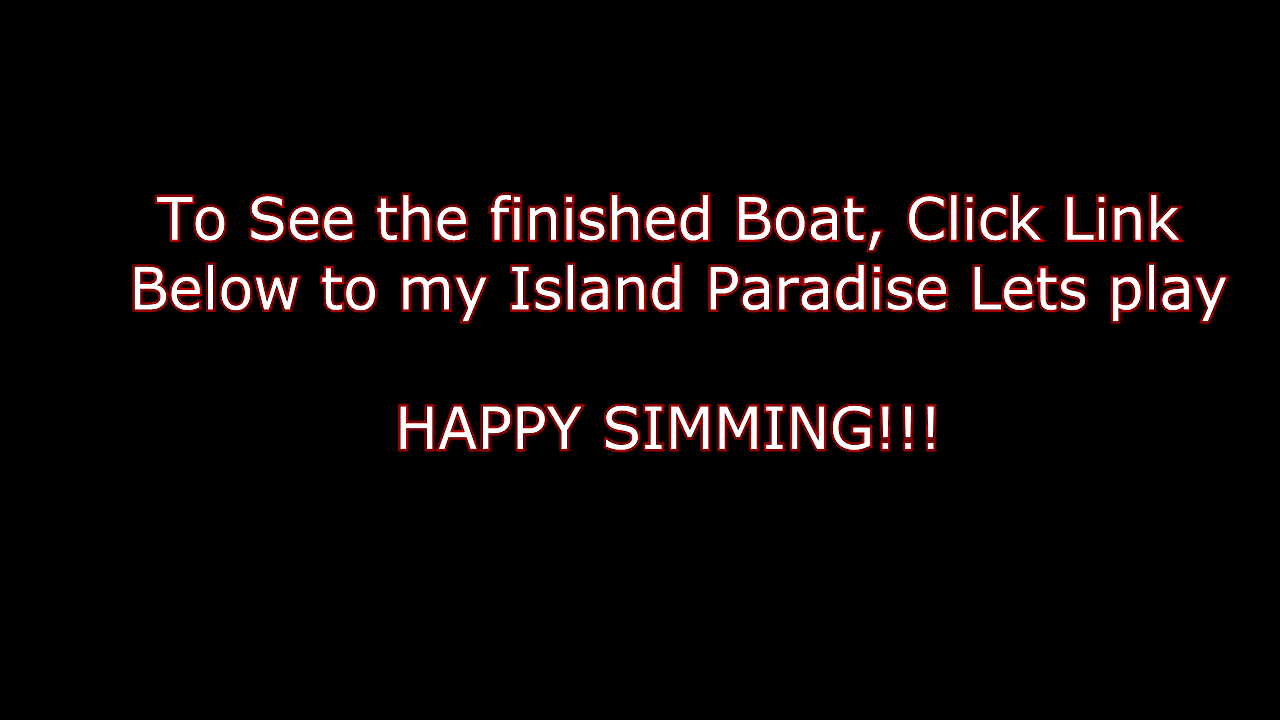 To See the finished Boat, Click Link
Below to my Island Paradise Lets play
HAPPY SIMMING!!!